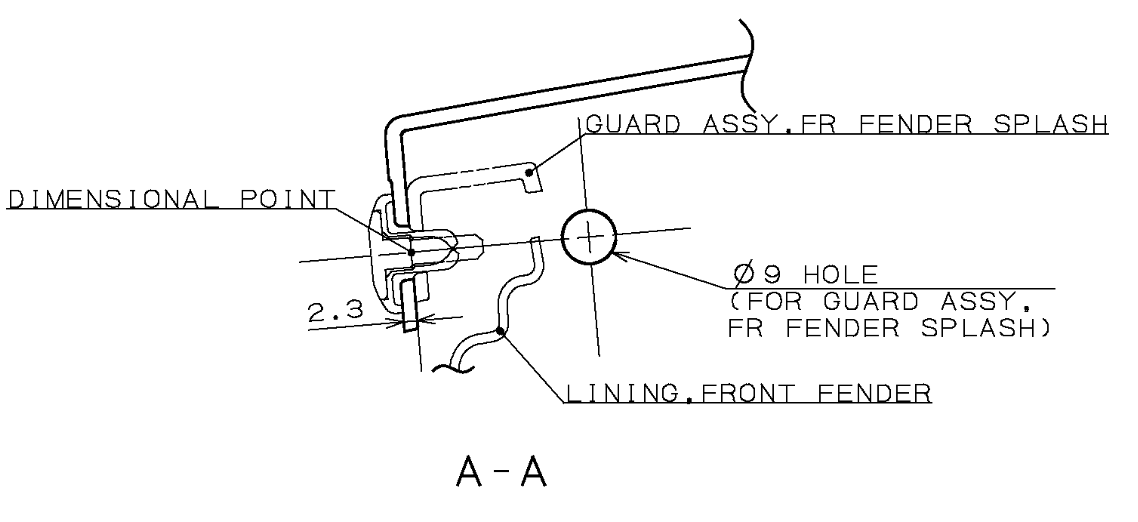 GUARD ASSY,FR FENDER SPLASH
DIMENSIONAL POINT
Ø9 HOLE
(FOR GUARD ASSY,
FR FENDER SPLASH)
2.3
LINING,FRONT FENDER
A-A